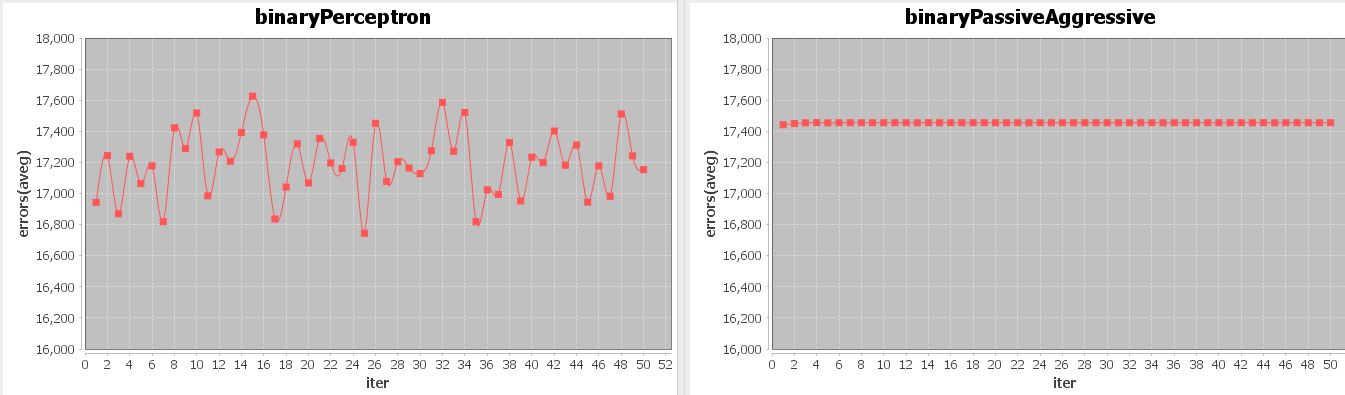 binaryPerceptron
18,000
17,800
17,600
17,400
17,200
17,000
16,800
16,600
16,400
16,200
16,000
errors(aveg)
0 2 4 6 8 10 12 14 16 18 20 22 24 26 28 30 32 34 36 38 40 42 44 46 48 50 52
iter
binaryPassiveAggressive
18,000
17,800
17,600
17,400
17,200
17,000
16,800
16,600
16,400
16,200
16,000
errors(aveg)
0 2 4 6 8 10 12 14 16 18 20 22 24 26 28 30 32 34 36 38 40 42 44 46 48 50
iter